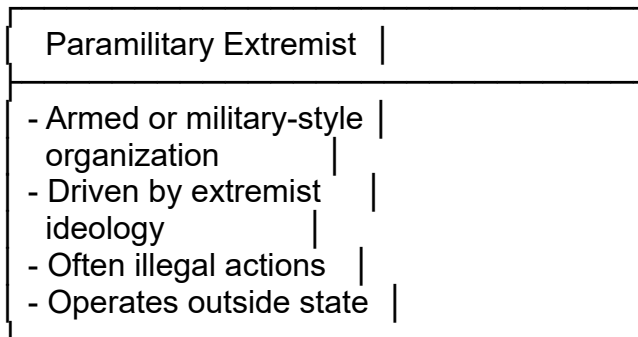 Paramilitary Extremist
- Armed or military-style
organization
- Driven by extremist
ideology
- Often illegal actions
- Operates outside state